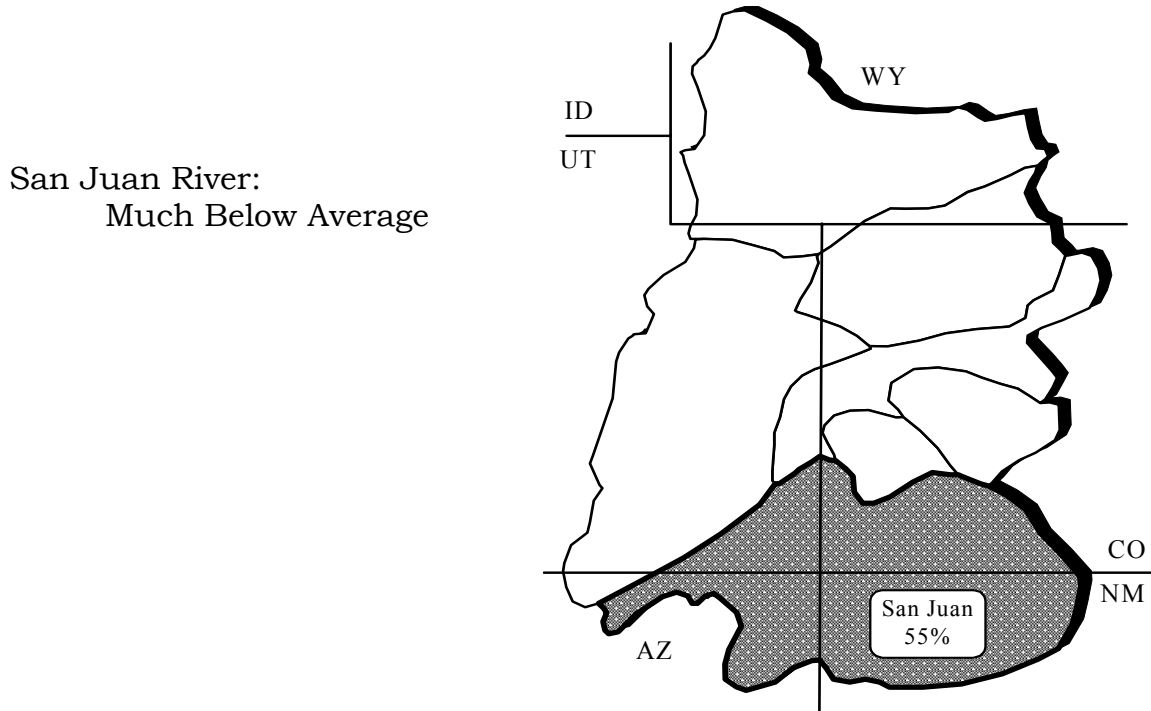 San Juan River:
Much Below Average
WY
ID
UT
CO
NM
San Juan
55%
AZ